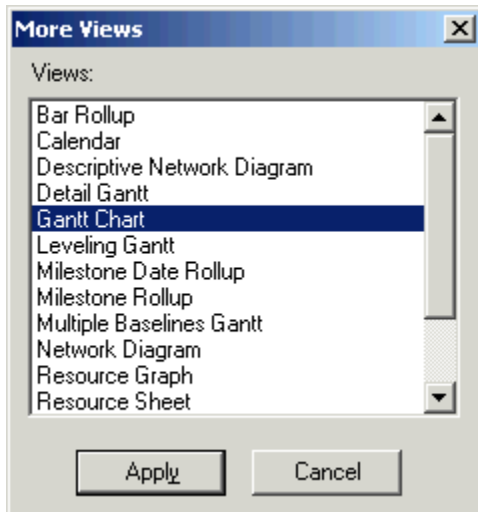 More Views
Views:
Bar Rollup
Calendar
Descriptive Network Diagram
Detail Gantt
Gantt Chart
Leveling Gantt
Milestone Date Rollup
Milestone Rollup
Multiple Baselines Gantt
Network Diagram
Resource Graph
Resource Sheet
Apply Cancel